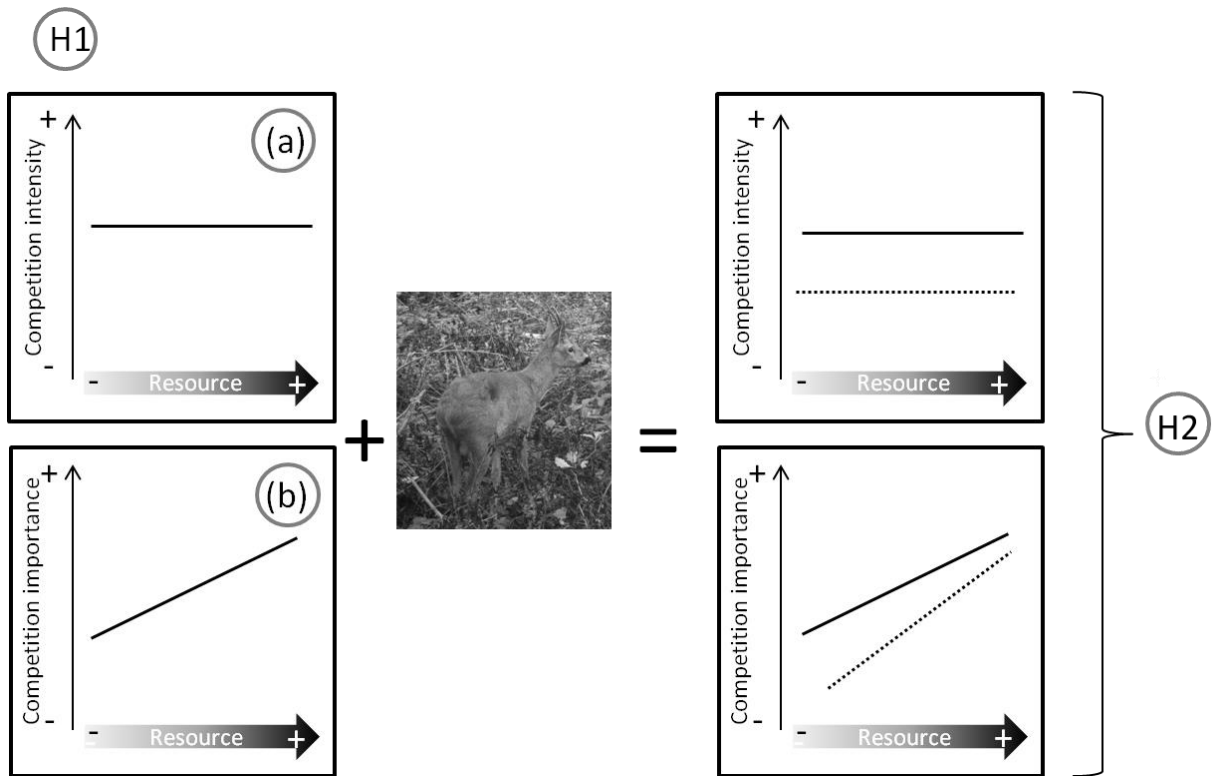 H1
+
(a)
Competition intensity
-
- Resource +
+
(b)
Competition importance
-
- Resource +
+
=
+
Competition intensity
-
- Resource +
+
Competition importance
-
- Resource +
H2